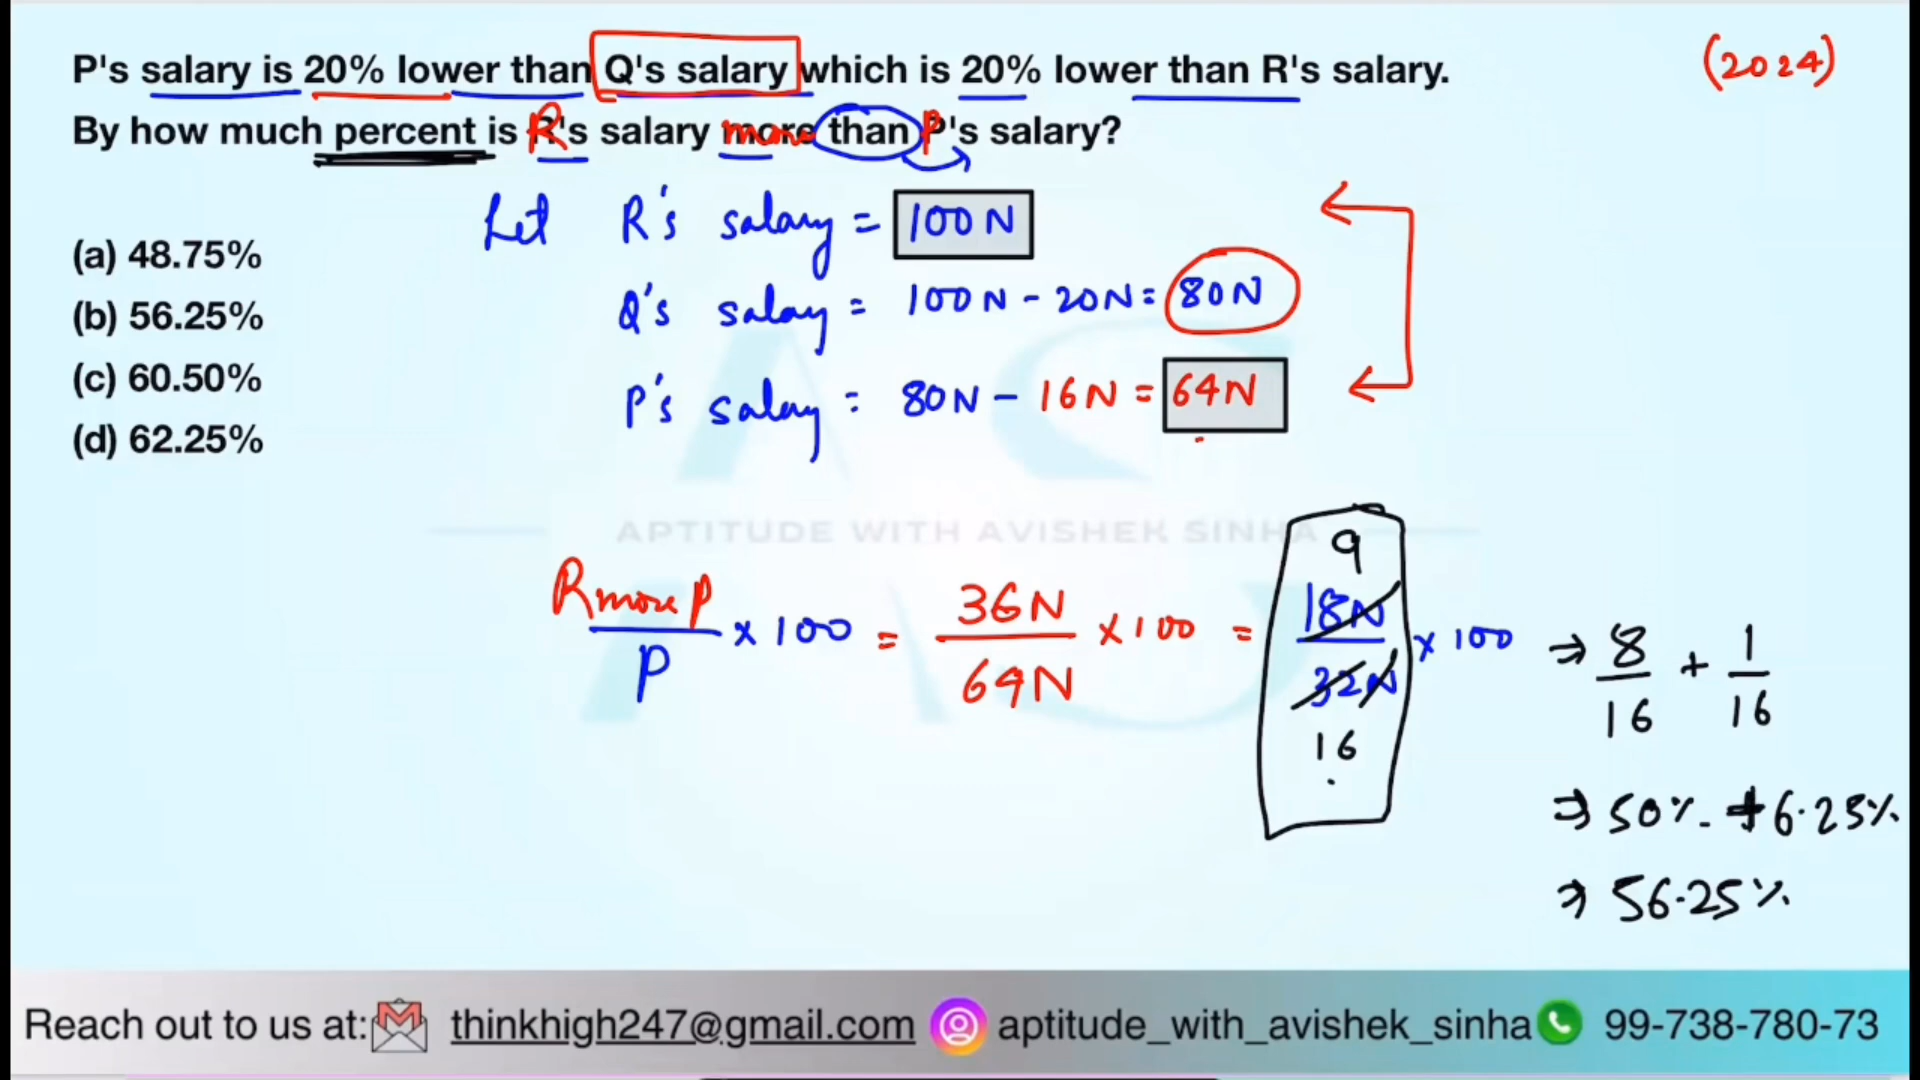 P's salary is 20% lower than Q's salary which is 20% lower than R's salary.
(2024)
By how much percent is R's salary more than P's salary?
Let R's salary = 100N
(a) 48.75%
Q's salary = 100N - 20N = 80N
(b) 56.25%
(c) 60.50%
P's salary = 80N - 16N = 64N
(d) 62.25%
APTITUDE WITH AVISHEK SINHA
R more P / P × 100 = 36N / 64N × 100 = 18N / 32N × 100 ⇒ 8/16 + 1/16
9
16
⇒ 50% + 6.25%
⇒ 56.25%
Reach out to us at: thinkhigh247@gmail.com aptitude_with_avishek_sinha 99-738-780-73